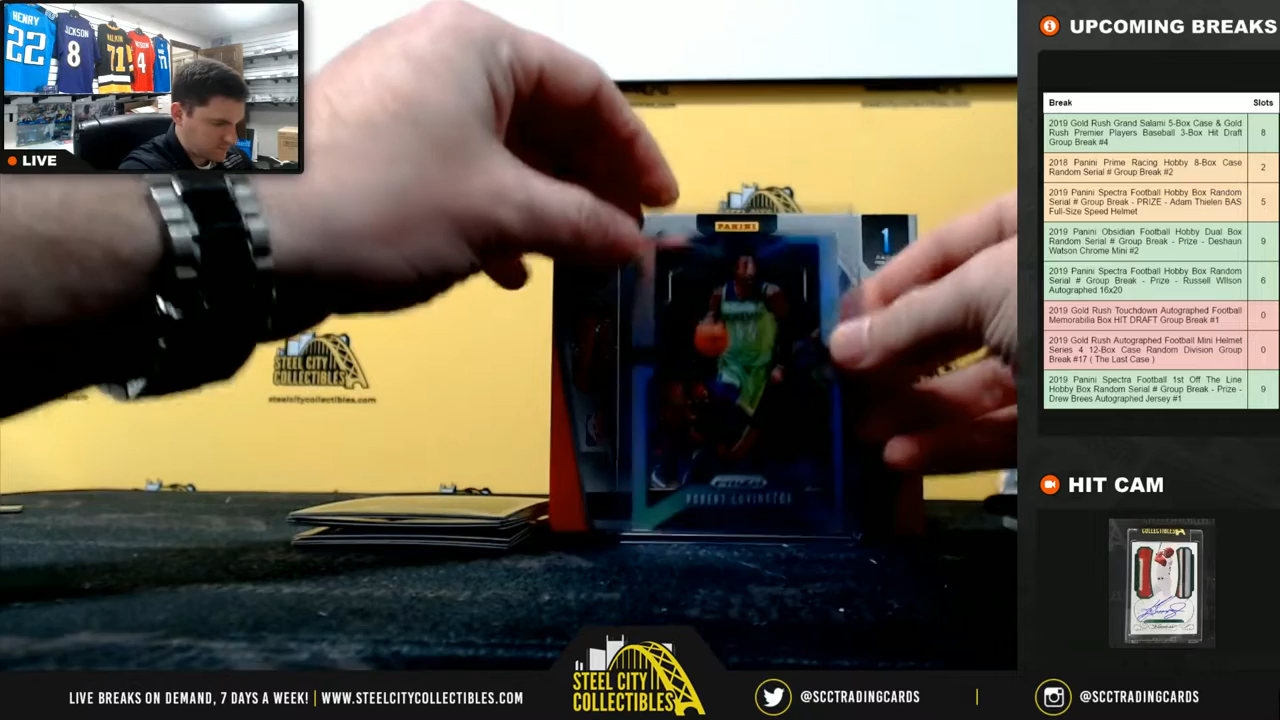 HENRY
22
JACKSON
8
MALKIN
71
4
LIVE
PANINI
1
PRIZM
ROBERT COVINGTON
STEEL CITY
COLLECTIBLES
steelcitycollectibles.com
UPCOMING BREAKS
Break Slots
2019 Gold Rush Grand Salami 5-Box Case & Gold
Rush Premier Players Baseball 3-Box Hit Draft
Group Break #4
8
2018 Panini Prime Racing Hobby 8-Box Case
Random Serial # Group Break #2
2
2019 Panini Spectra Football Hobby Box Random
Serial # Group Break - PRIZE - Adam Thielen BAS
Full-Size Speed Helmet
5
2019 Panini Obsidian Football Hobby Dual Box
Random Serial # Group Break - Prize - Deshaun
Watson Chrome Mini #2
9
2019 Panini Spectra Football Hobby Box Random
Serial # Group Break - Prize - Russell WIlson
Autographed 16x20
6
2019 Gold Rush Touchdown Autographed Football
Memorabilia Box HIT DRAFT Group Break #1
0
2019 Gold Rush Autographed Football Mini Helmet
Series 4 12-Box Case Random Division Group
Break #17 ( The Last Case )
0
2019 Panini Spectra Football 1st Off The Line
Hobby Box Random Serial # Group Break - Prize -
Drew Brees Autographed Jersey #1
9
HIT CAM
COLLECTIBLES
LIVE BREAKS ON DEMAND, 7 DAYS A WEEK! | WWW.STEELCITYCOLLECTIBLES.COM
STEEL CITY
COLLECTIBLES
@SCCTRADINGCARDS | @SCCTRADINGCARDS